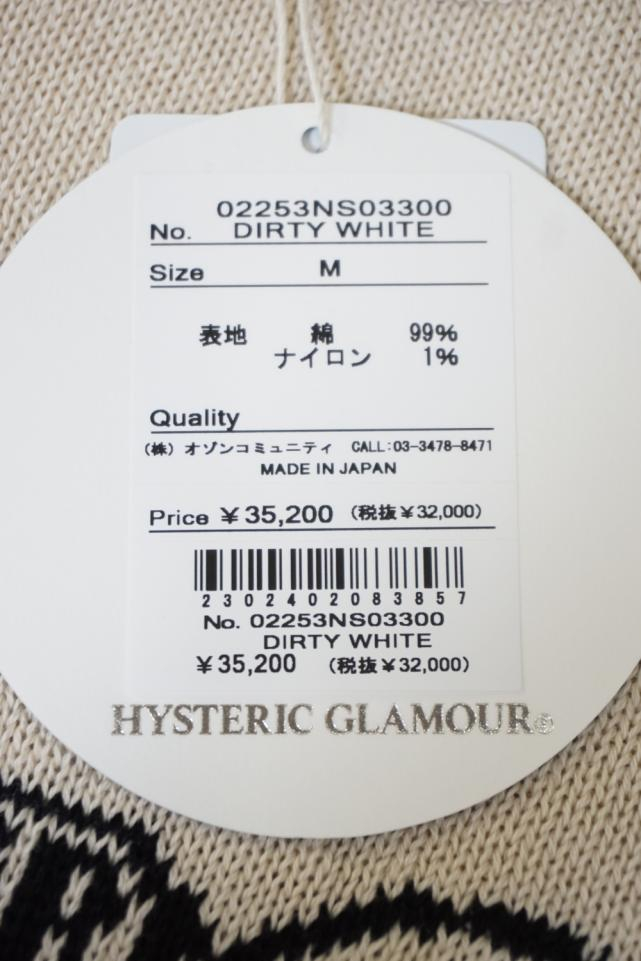 02253NS03300
No. DIRTY WHITE
Size M
表地 綿 99%
ナイロン 1%
Quality
(株) オゾンコミュニティ CALL:03-3478-8471
MADE IN JAPAN
Price ¥35,200 (税抜¥32,000)
2302402083857
No. 02253NS03300
DIRTY WHITE
¥35,200 (税抜¥32,000)
HYSTERIC GLAMOUR®